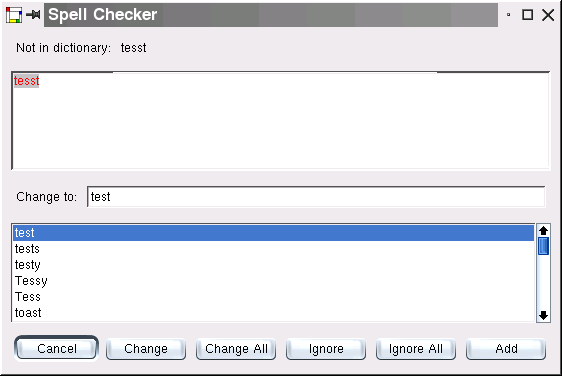 Spell Checker
Not in dictionary: tesst
tesst
Change to: test
test
tests
testy
Tessy
Tess
toast
Cancel Change Change All Ignore Ignore All Add